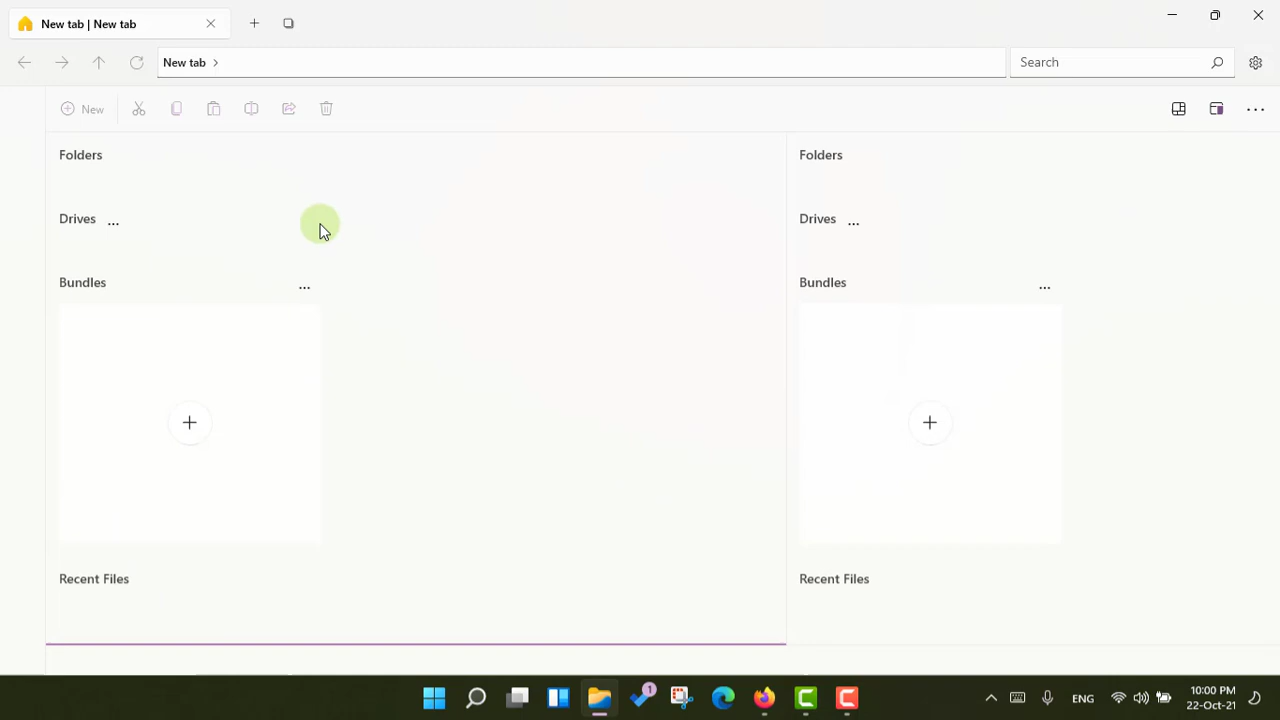 New tab | New tab
New tab
Search
New
Folders
Drives ...
Bundles ...
Recent Files
Folders
Drives ...
Bundles ...
Recent Files
1
ENG
10:00 PM
22-Oct-21